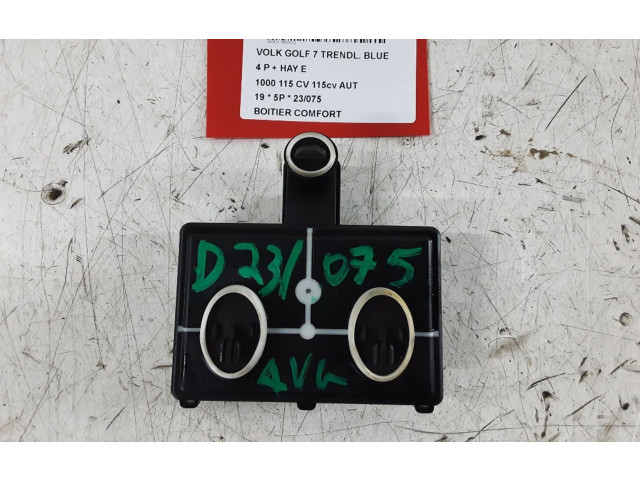 VOLK GOLF 7 TRENDL. BLUE
4 P + HAY E
1000 115 CV 115cv AUT
19 * 5P * 23/075
BOITIER COMFORT
D 23/075
AVG